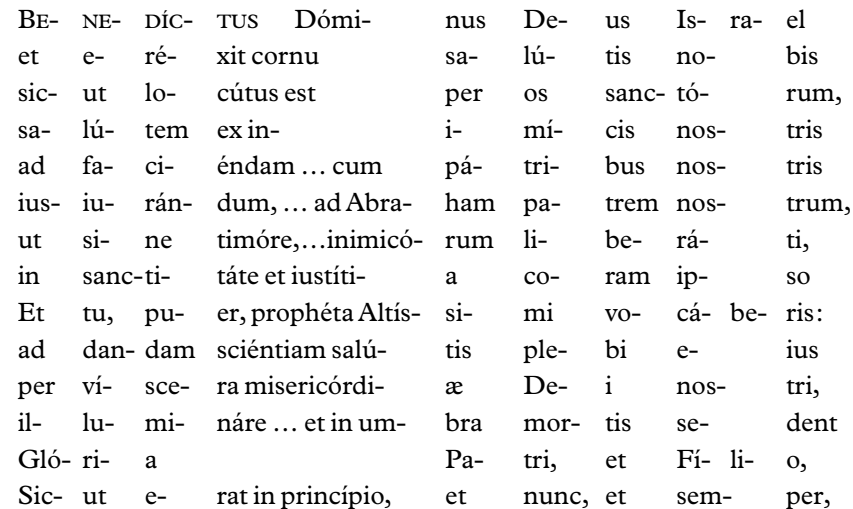 BE- NE- DÍC- TUS Dómi- nus De- us Is- ra- el
et e- ré- xit cornu sa- lú- tis no- bis
sic- ut lo- cútus est per os sanc- tó- rum,
sa- lú- tem ex in- i- mí- cis nos- tris
ad fa- ci- éndam … cum pá- tri- bus nos- tris
ius- iu- rán- dum, … ad Abra- ham pa- trem nos- trum,
ut si- ne timóre,…inimicó- rum li- be- rá- ti,
in sanc- ti- táte et iustíti- a co- ram ip- so
Et tu, pu- er, prophéta Altís- si- mi vo- cá- be- ris:
ad dan- dam sciéntiam salú- tis ple- bi e- ius
per ví- sce- ra misericórdi- æ De- i nos- tri,
il- lu- mi- náre … et in um- bra mor- tis se- dent
Gló- ri- a Pa- tri, et Fí- li- o,
Sic- ut e- rat in princípio, et nunc, et sem- per,